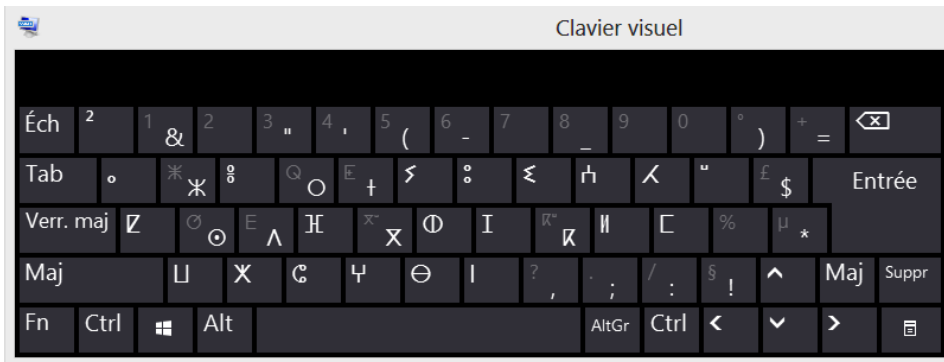 Clavier visuel
Éch ² 1 & 2 3 " 4 ' 5 ( 6 - 7 8 _ 9 0 ° ) + =
Tab ⴰ ⵥ ⵣ ⴻ ⵕ ⵔ ⵟ ⵜ ⵢ ⵓ ⵉ ⵄ ⵃ ⵯ £ $ Entrée
Verr. maj ⵇ ⵚ ⵙ ⴹ ⴷ ⴼ ⴳⵯ ⴳ ⵀ ⵊ ⴽⵯ ⴽ ⵍ ⵎ % µ *
Maj ⵡ ⵅ ⵛ ⵖ ⴱ ⵏ ? , . ; / : § ! Maj Suppr
Fn Ctrl Alt AltGr Ctrl